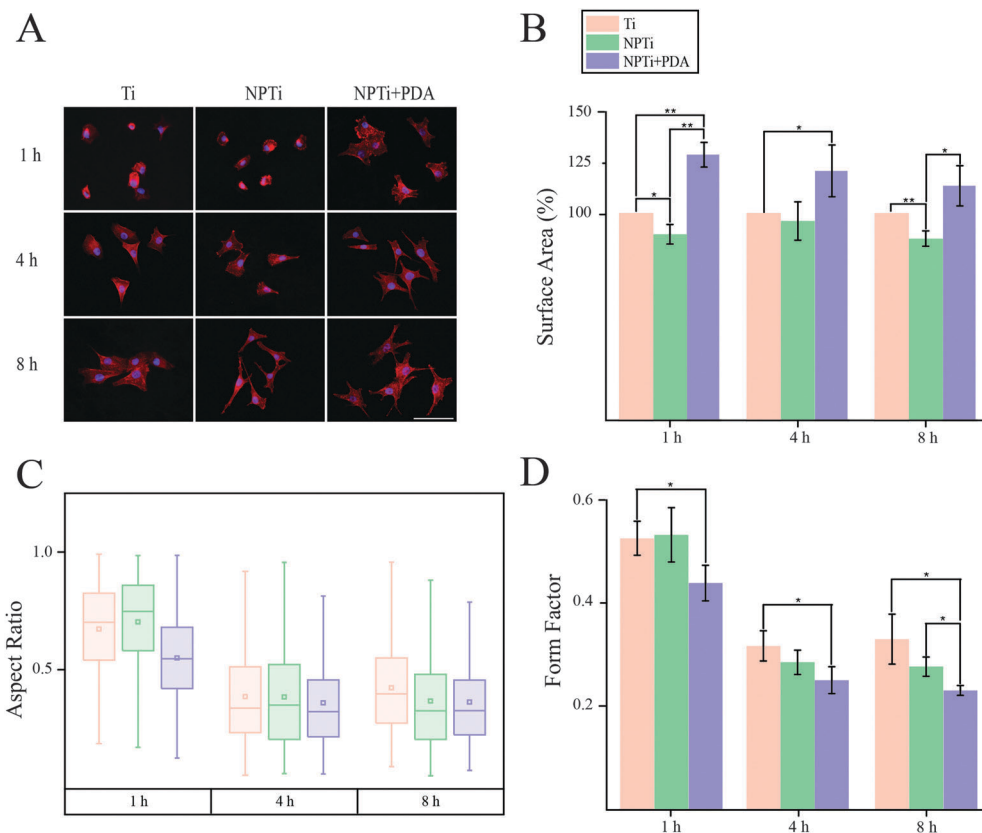 A
Ti
NPTi
NPTi+PDA
1 h
4 h
8 h
B
Ti
NPTi
NPTi+PDA
Surface Area (%)
150
125
100
**
**
*
*
*
**
1 h
4 h
8 h
C
Aspect Ratio
1.0
0.5
1 h
4 h
8 h
D
Form Factor
0.6
0.4
0.2
*
*
*
*
1 h
4 h
8 h